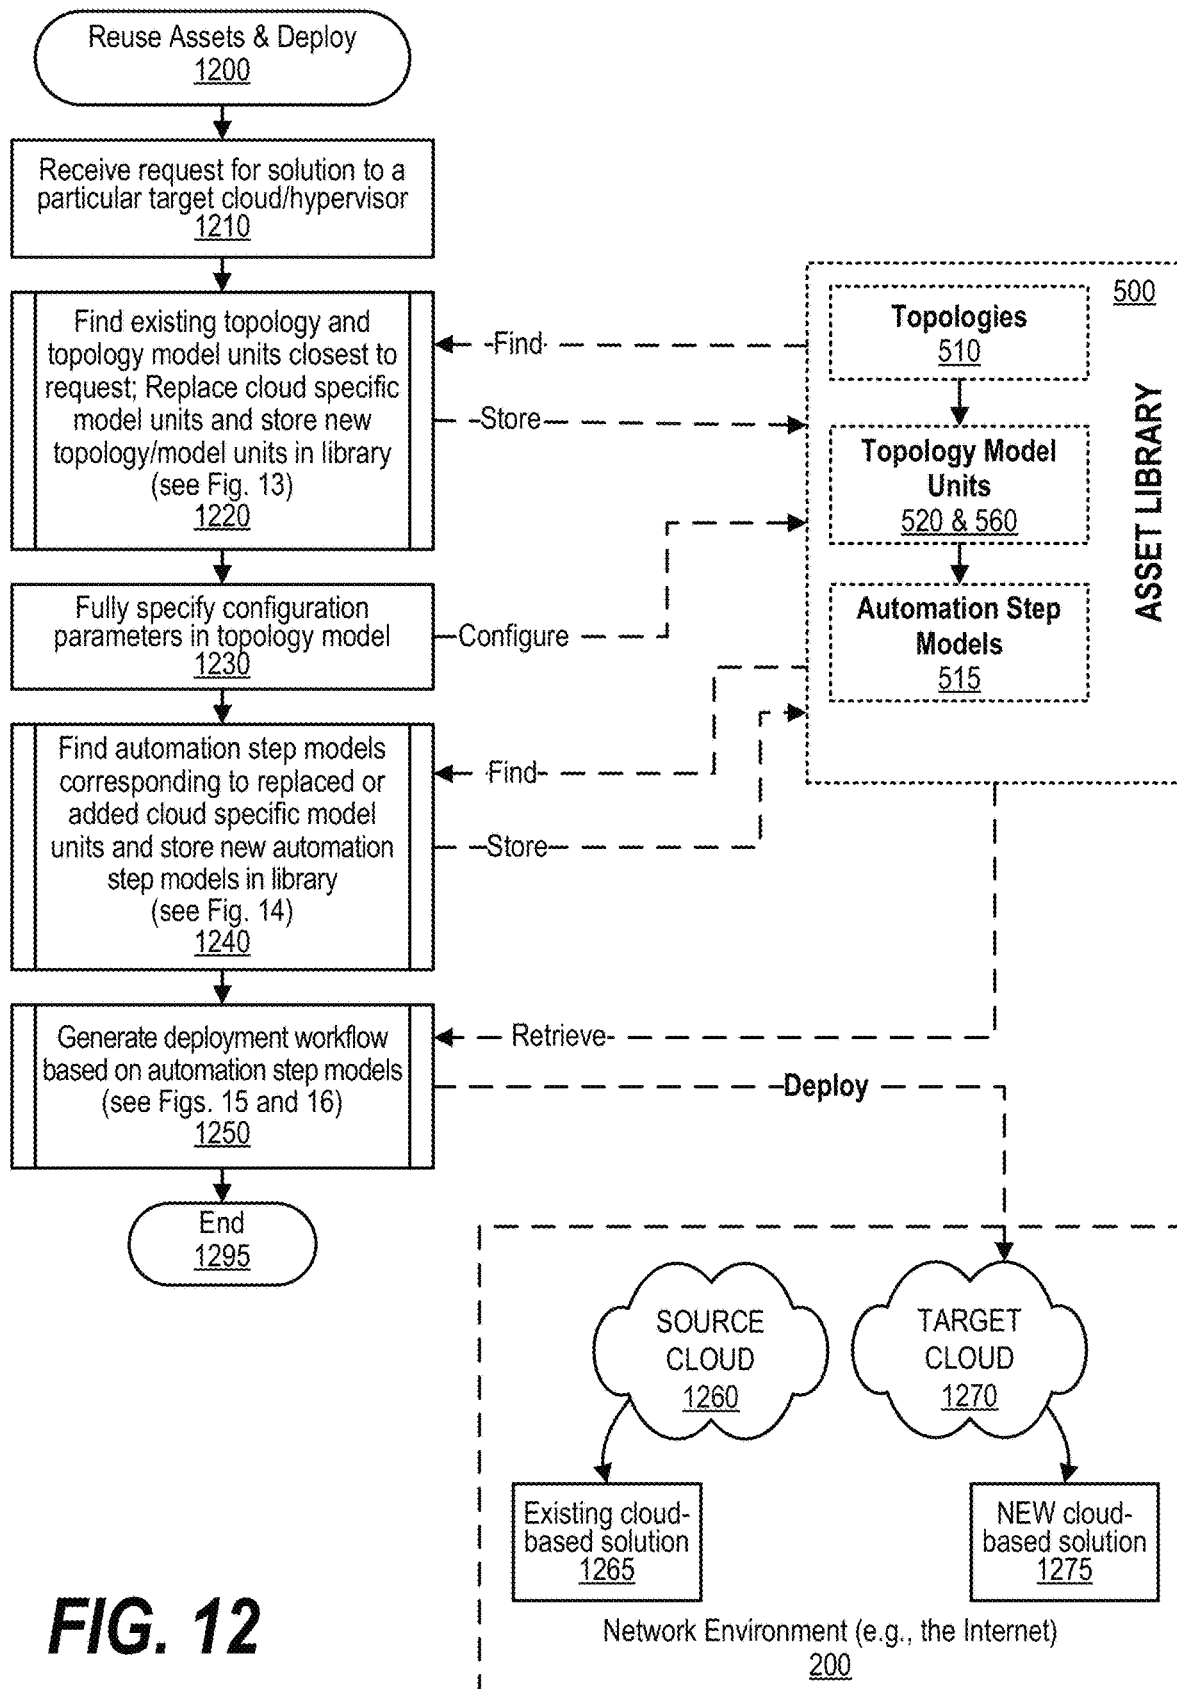 Reuse Assets & Deploy
1200
Receive request for solution to a
particular target cloud/hypervisor
1210
Find existing topology and
topology model units closest to
request; Replace cloud specific
model units and store new
topology/model units in library
(see Fig. 13)
1220
Fully specify configuration
parameters in topology model
1230
Find automation step models
corresponding to replaced or
added cloud specific model
units and store new automation
step models in library
(see Fig. 14)
1240
Generate deployment workflow
based on automation step models
(see Figs. 15 and 16)
1250
End
1295
Find
Store
Configure
Find
Store
Retrieve
Deploy
500
Topologies
510
Topology Model
Units
520 & 560
Automation Step
Models
515
ASSET LIBRARY
SOURCE
CLOUD
1260
TARGET
CLOUD
1270
Existing cloud-
based solution
1265
NEW cloud-
based solution
1275
Network Environment (e.g., the Internet)
200
FIG. 12